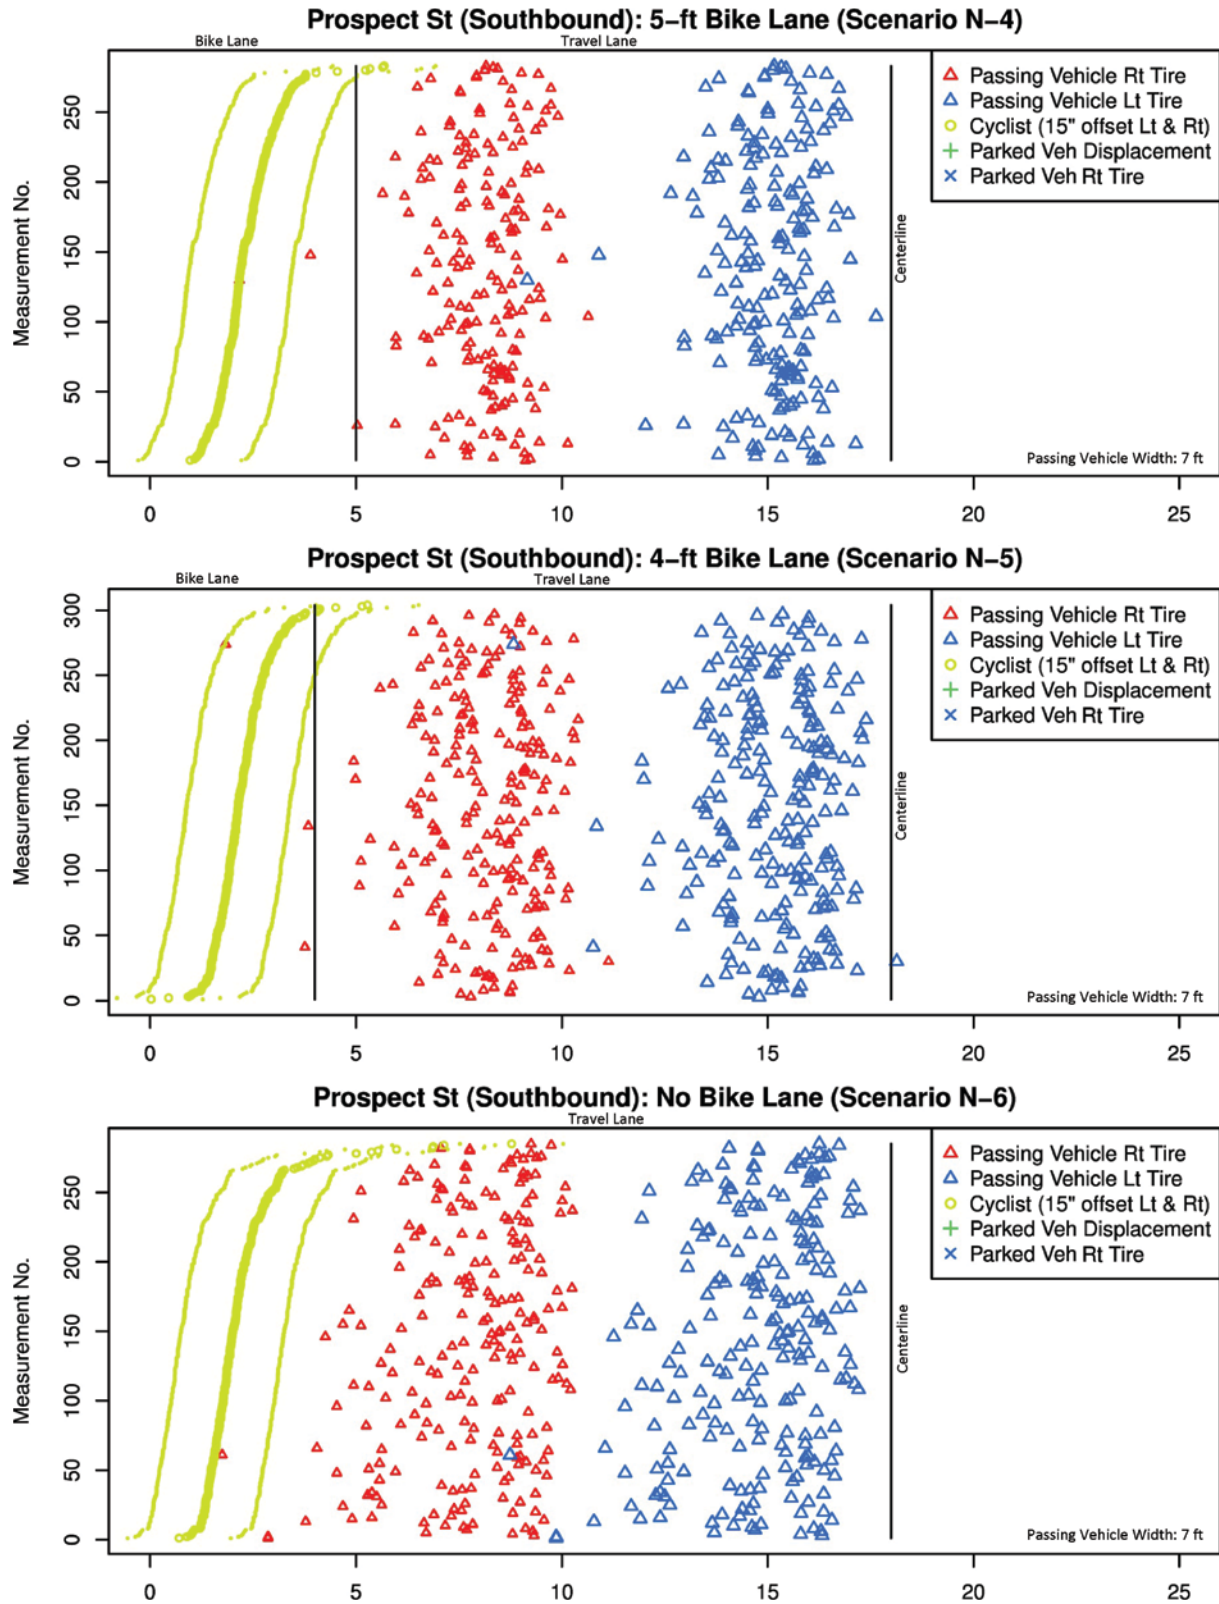 Prospect St (Southbound): 5−ft Bike Lane (Scenario N−4)
Bike Lane
Travel Lane
Measurement No.
250
200
150
100
50
0
Passing Vehicle Rt Tire
Passing Vehicle Lt Tire
Cyclist (15" offset Lt & Rt)
Parked Veh Displacement
Parked Veh Rt Tire
Centerline
Passing Vehicle Width: 7 ft
0 5 10 15 20 25
Prospect St (Southbound): 4−ft Bike Lane (Scenario N−5)
Bike Lane
Travel Lane
Measurement No.
300
250
200
150
100
50
0
Passing Vehicle Rt Tire
Passing Vehicle Lt Tire
Cyclist (15" offset Lt & Rt)
Parked Veh Displacement
Parked Veh Rt Tire
Centerline
Passing Vehicle Width: 7 ft
0 5 10 15 20 25
Prospect St (Southbound): No Bike Lane (Scenario N−6)
Travel Lane
Measurement No.
250
200
150
100
50
0
Passing Vehicle Rt Tire
Passing Vehicle Lt Tire
Cyclist (15" offset Lt & Rt)
Parked Veh Displacement
Parked Veh Rt Tire
Centerline
Passing Vehicle Width: 7 ft
0 5 10 15 20 25